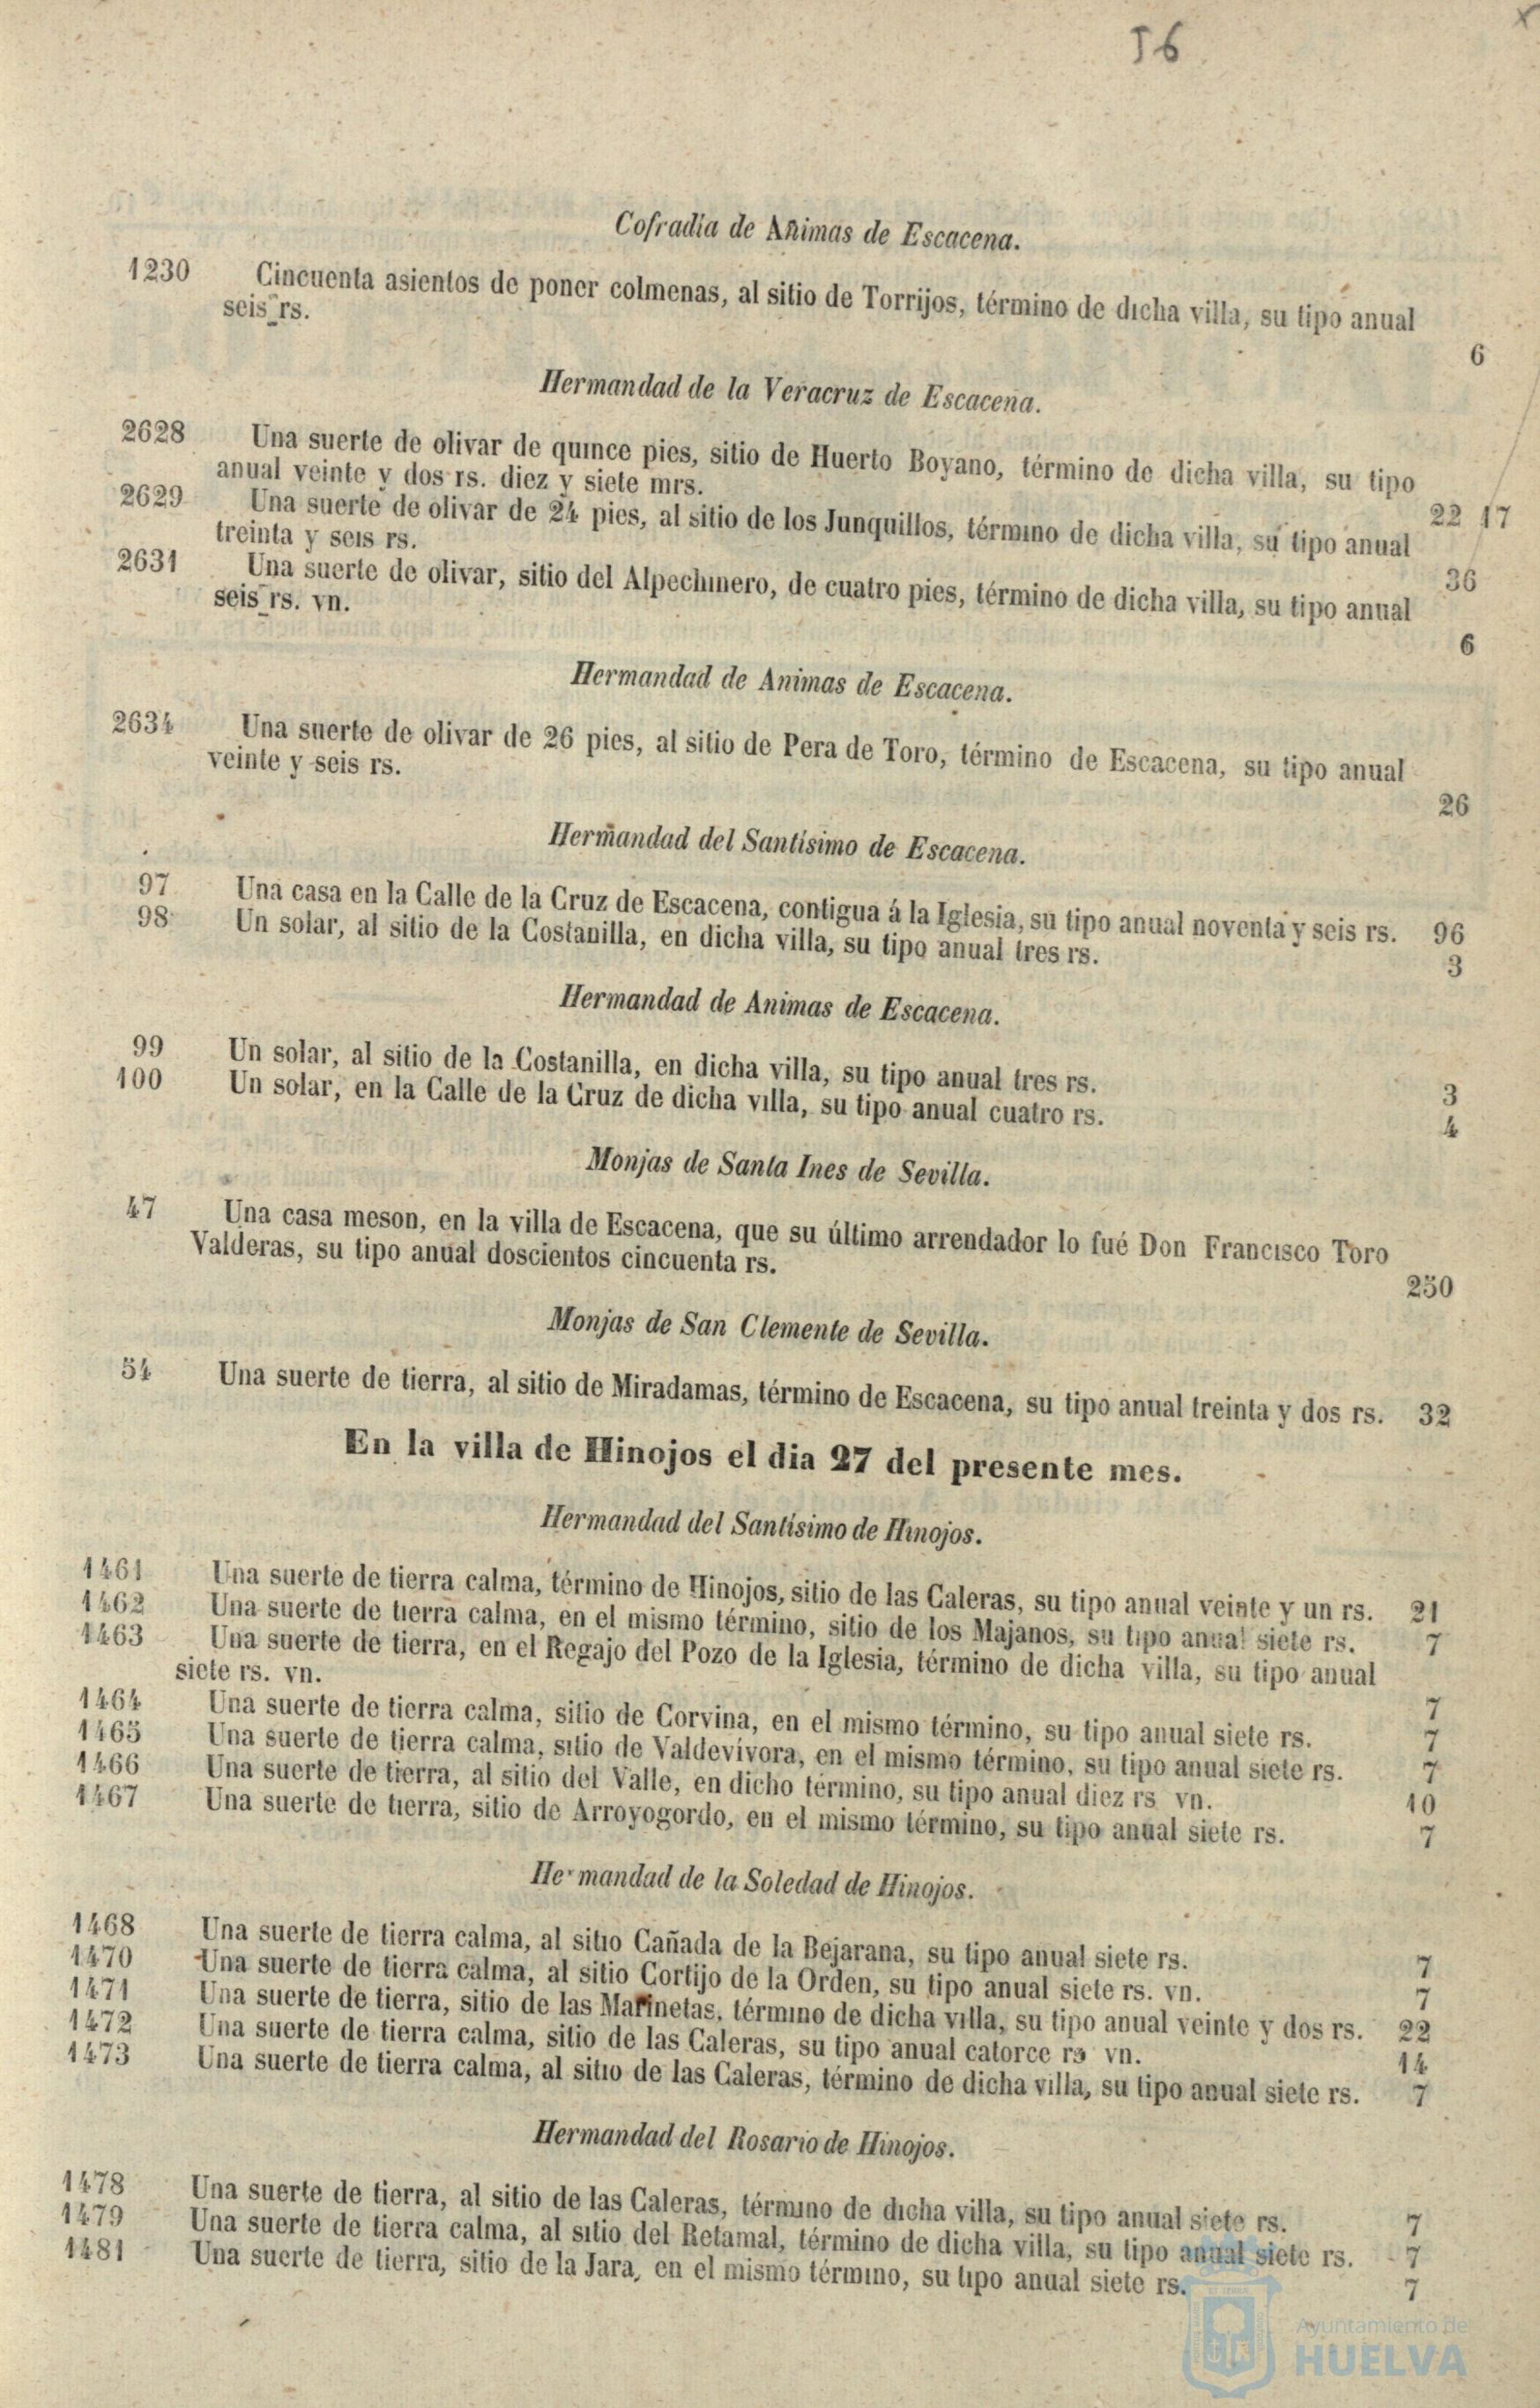 56
Cofradía de Animas de Escacena.
1230 Cincuenta asientos de poner colmenas, al sitio de Torrijos, término de dicha villa, su tipo anual
seis rs. 6
Hermandad de la Veracruz de Escacena.
2628 Una suerte de olivar de quince pies, sitio de Huerto Boyano, término de dicha villa, su tipo
anual veinte y dos rs. diez y siete mrs. 22 17
2629 Una suerte de olivar de 24 pies, al sitio de los Junquillos, término de dicha villa, su tipo anual
treinta y seis rs. 36
2631 Una suerte de olivar, sitio del Alpechinero, de cuatro pies, término de dicha villa, su tipo anual
seis rs. vn. 6
Hermandad de Animas de Escacena.
2634 Una suerte de olivar de 26 pies, al sitio de Pera de Toro, término de Escacena, su tipo anual
veinte y seis rs. 26
Hermandad del Santísimo de Escacena.
97 Una casa en la Calle de la Cruz de Escacena, contigua á la Iglesia, su tipo anual noventa y seis rs. 96
98 Un solar, al sitio de la Costanilla, en dicha villa, su tipo anual tres rs. 3
Hermandad de Animas de Escacena.
99 Un solar, al sitio de la Costanilla, en dicha villa, su tipo anual tres rs. 3
100 Un solar, en la Calle de la Cruz de dicha villa, su tipo anual cuatro rs. 4
Monjas de Santa Ines de Sevilla.
47 Una casa meson, en la villa de Escacena, que su último arrendador lo fué Don Francisco Toro
Valderas, su tipo anual doscientos cincuenta rs. 250
Monjas de San Clemente de Sevilla.
54 Una suerte de tierra, al sitio de Miradamas, término de Escacena, su tipo anual treinta y dos rs. 32
En la villa de Hinojos el dia 27 del presente mes.
Hermandad del Santísimo de Hinojos.
1461 Una suerte de tierra calma, término de Hinojos, sitio de las Caleras, su tipo anual veinte y un rs. 21
1462 Una suerte de tierra calma, en el mismo término, sitio de los Majanos, su tipo anual siete rs. 7
1463 Una suerte de tierra, en el Regajo del Pozo de la Iglesia, término de dicha villa, su tipo anual
siete rs. vn. 7
1464 Una suerte de tierra calma, sitio de Corvina, en el mismo término, su tipo anual siete rs. 7
1465 Una suerte de tierra calma, sitio de Valdevívora, en el mismo término, su tipo anual siete rs. 7
1466 Una suerte de tierra, al sitio del Valle, en dicho término, su tipo anual diez rs vn. 10
1467 Una suerte de tierra, sitio de Arroyogordo, en el mismo término, su tipo anual siete rs. 7
Hermandad de la Soledad de Hinojos.
1468 Una suerte de tierra calma, al sitio Cañada de la Bejarana, su tipo anual siete rs. 7
1470 Una suerte de tierra calma, al sitio Cortijo de la Orden, su tipo anual siete rs. vn. 7
1471 Una suerte de tierra, sitio de las Marinetas, término de dicha villa, su tipo anual veinte y dos rs. 22
1472 Una suerte de tierra calma, sitio de las Caleras, su tipo anual catorce rs vn. 14
1473 Una suerte de tierra calma, al sitio de las Caleras, término de dicha villa, su tipo anual siete rs. 7
Hermandad del Rosario de Hinojos.
1478 Una suerte de tierra, al sitio de las Caleras, término de dicha villa, su tipo anual siete rs. 7
1479 Una suerte de tierra calma, al sitio del Retamal, término de dicha villa, su tipo anual siete rs. 7
1481 Una suerte de tierra, sitio de la Jara, en el mismo término, su tipo anual siete rs. 7
Ayuntamiento de
HUELVA